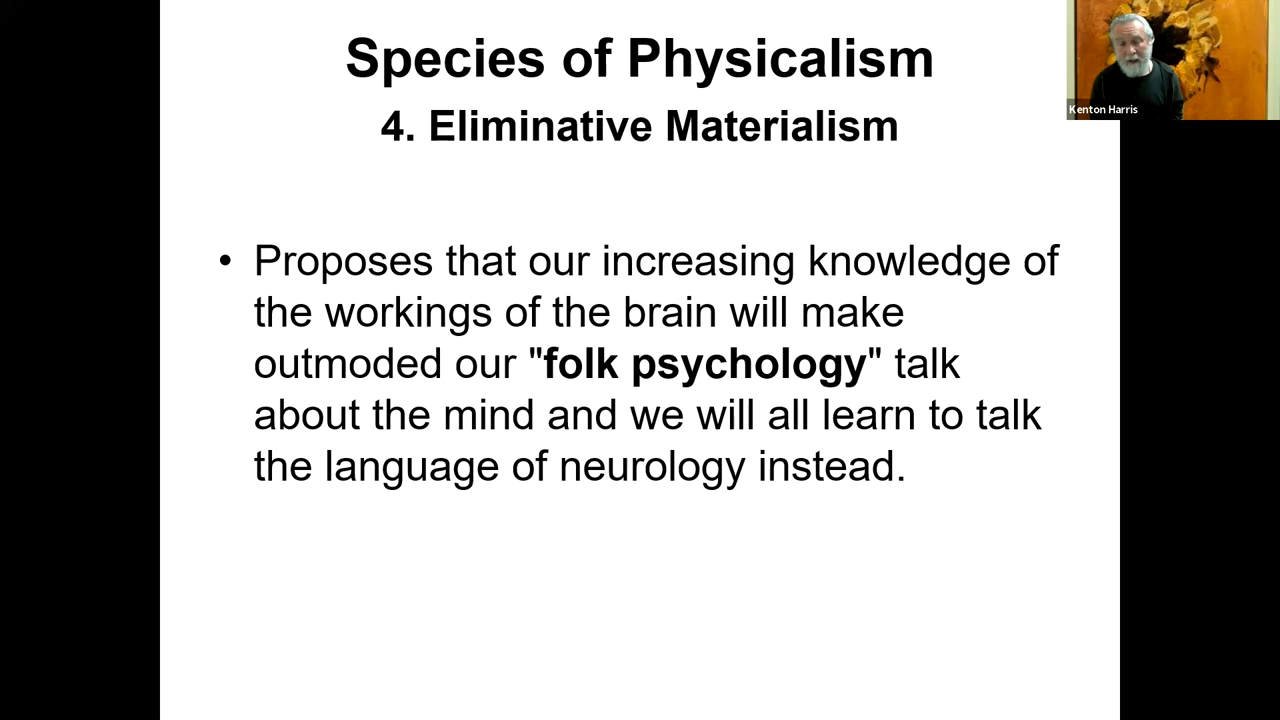 Species of Physicalism
4. Eliminative Materialism
Kenton Harris
• Proposes that our increasing knowledge of
the workings of the brain will make
outmoded our "folk psychology" talk
about the mind and we will all learn to talk
the language of neurology instead.